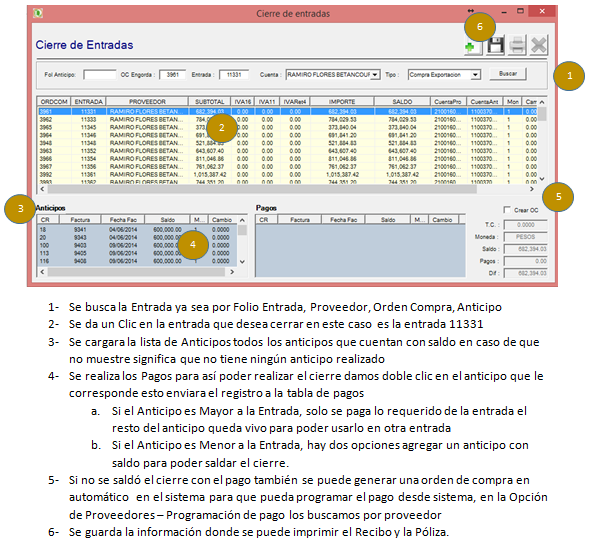 Cierre de entradas
6
Cierre de Entradas
Fol Anticipo: OC Engorda : 3961 Entrada : 11331 Cuenta : RAMIRO FLORES BETANCOUR Tipo : Compra Exportacion Buscar
1
ORDCOM ENTRADA PROVEEDOR SUBTOTAL IVA16 IVA11 IVARet4 IMPORTE SALDO CuentaPro CuentaAnt Mon Cam
3961 11331 RAMIRO FLORES BETAN... 682,394.03 0.00 0.00 0.00 682,394.03 682,394.03 2100160... 1100370... 1 0.00
3962 11333 RAMIRO FLORES BETAN... 784,0 0.00 0.00 0.00 784,029.53 784,029.53 2100160... 1100370... 1 0.00
3965 11345 RAMIRO FLORES BETAN... 373, 0.00 0.00 0.00 373,840.04 373,840.04 2100160... 1100370... 1 0.00
3964 11346 RAMIRO FLORES BETAN... 691, 0.00 0.00 0.00 691,841.84 691,841.84 2100160... 1100370... 1 0.00
3948 11348 RAMIRO FLORES BETAN... 521,884.83 0.00 0.00 0.00 521,884.83 521,884.83 2100160... 1100370... 1 0.00
3963 11352 RAMIRO FLORES BETAN... 643,607.40 0.00 0.00 0.00 643,607.40 643,607.40 2100160... 1100370... 1 0.00
3966 11354 RAMIRO FLORES BETAN... 811,046.86 0.00 0.00 0.00 811,046.86 811,046.86 2100160... 1100370... 1 0.00
3967 11356 RAMIRO FLORES BETAN... 761,062.37 0.00 0.00 0.00 761,062.37 761,062.37 2100160... 1100370... 1 0.00
3992 11361 RAMIRO FLORES BETAN... 1,015,387.42 0.00 0.00 0.00 1,015,387.42 1,015,387.42 2100160... 1100370... 1 0.00
3993 11362 RAMIRO FLORES BETAN... 744,351.20 0.00 0.00 0.00 744,351.20 744,351.20 2100160... 1100370... 1 0.00
2
3
5
Anticipos
CR Factura Fecha Fac Saldo M... Cambio
18 9341 04/06/2014 600,000.00 1 0.0000
20 9343 04/06/2014 600,000.00 0.0000
100 9403 09/06/2014 600,000.00 0.0000
113 9405 09/06/2014 600,000.00 0.0000
116 9408 09/06/2014 600,000.00 1 0.0000
4
Pagos
CR Factura Fecha Fac Saldo M... Cambio
Crear OC
T.C. : 0.0000
Moneda : PESOS
Saldo : 682,394.03
Pagos : 0.00
Dif : 682,394.03
1- Se busca la Entrada ya sea por Folio Entrada, Proveedor, Orden Compra, Anticipo
2- Se da un Clic en la entrada que desea cerrar en este caso es la entrada 11331
3- Se cargara la lista de Anticipos todos los anticipos que cuentan con saldo en caso de que
no muestre significa que no tiene ningún anticipo realizado
4- Se realiza los Pagos para así poder realizar el cierre damos doble clic en el anticipo que le
corresponde esto enviara el registro a la tabla de pagos
a. Si el Anticipo es Mayor a la Entrada, solo se paga lo requerido de la entrada el
resto del anticipo queda vivo para poder usarlo en otra entrada
b. Si el Anticipo es Menor a la Entrada, hay dos opciones agregar un anticipo con
saldo para poder saldar el cierre.
5- Si no se saldó el cierre con el pago también se puede generar una orden de compra en
automático en el sistema para que pueda programar el pago desde sistema, en la Opción
de Proveedores – Programación de pago los buscamos por proveedor
6- Se guarda la información donde se puede imprimir el Recibo y la Póliza.